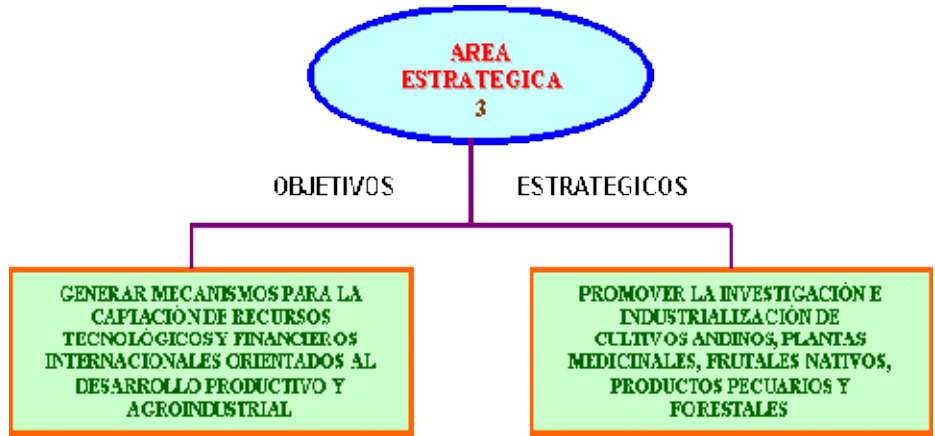 AREA
ESTRATEGICA
3
OBJETIVOS ESTRATEGICOS
GENERAR MECANISMOS PARA LA
CAPTACIÓN DE RECURSOS
TECNOLÓGICOS Y FINANCIEROS
INTERNACIONALES ORIENTADOS AL
DESARROLLO PRODUCTIVO Y
AGROINDUSTRIAL
PROMOVER LA INVESTIGACIÓN E
INDUSTRIALIZACIÓN DE
CULTIVOS ANDINOS, PLANTAS
MEDICINALES, FRUTALES NATIVOS,
PRODUCTOS PECUARIOS Y
FORESTALES